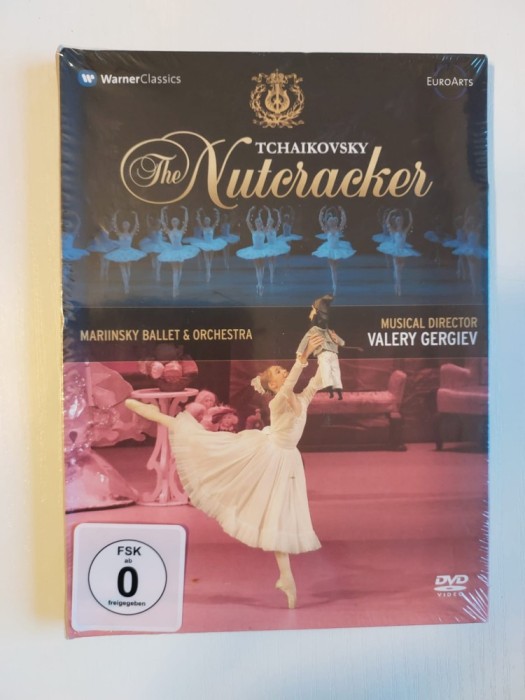 WarnerClassics
EUROARTS
TCHAIKOVSKY
The Nutcracker
MARIINSKY BALLET & ORCHESTRA
MUSICAL DIRECTOR
VALERY GERGIEV
FSK
ab
0
freigegeben
DVD
VIDEO